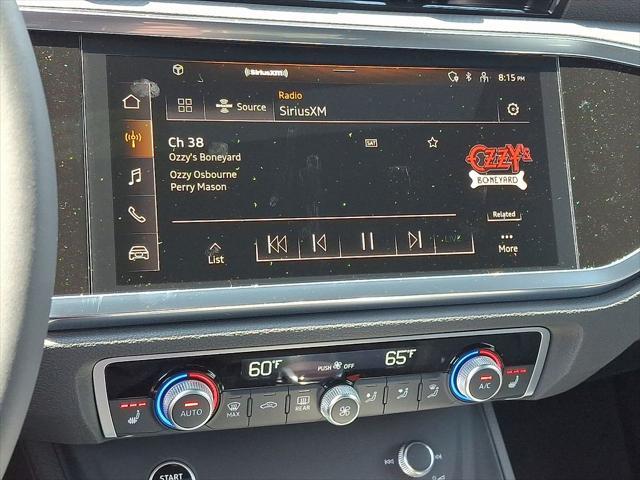 SiriusXM
8:15 PM
Radio
Source
SiriusXM
Ch 38
SAT
Ozzy's Boneyard
Ozzy Osbourne
Perry Mason
OZZY'S
BONEYARD
Related
List
LIVE
More
60°F
PUSH OFF
65°F
AUTO
MAX
REAR
A/C
START